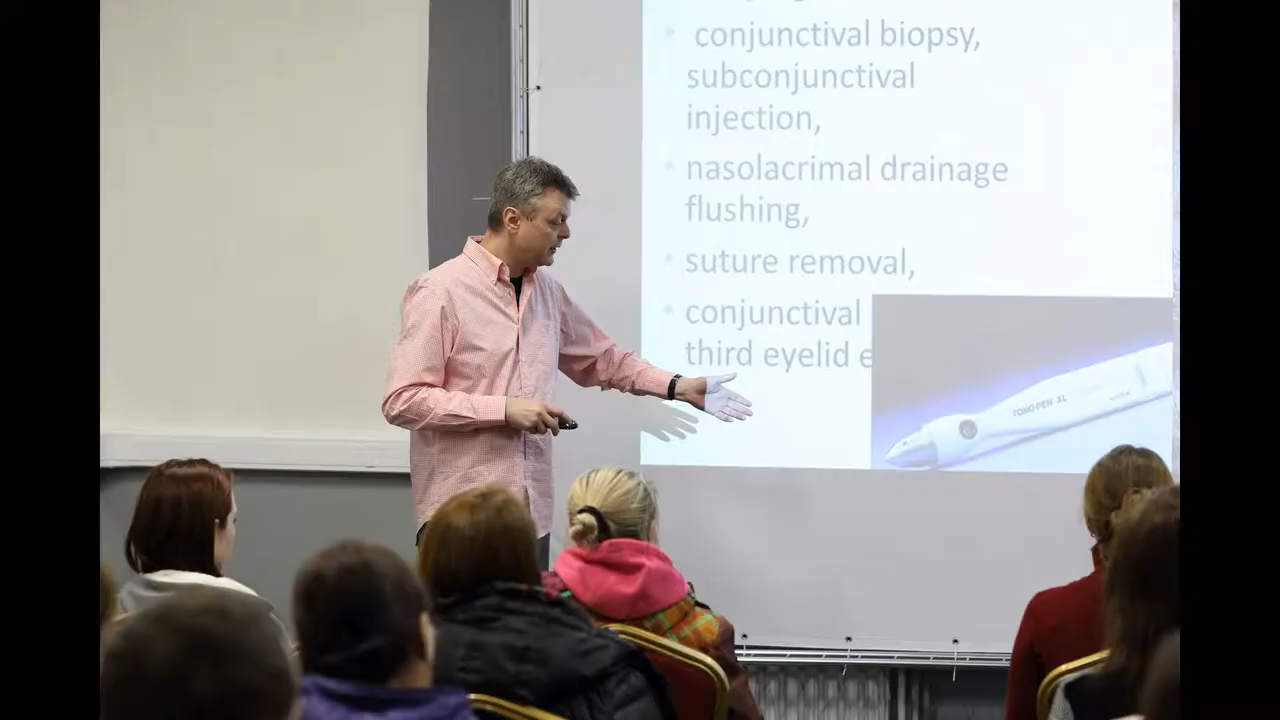 conjunctival biopsy,
subconjunctival
injection,
nasolacrimal drainage
flushing,
suture removal,
conjunctival
third eyelid e
TONO-PEN XL